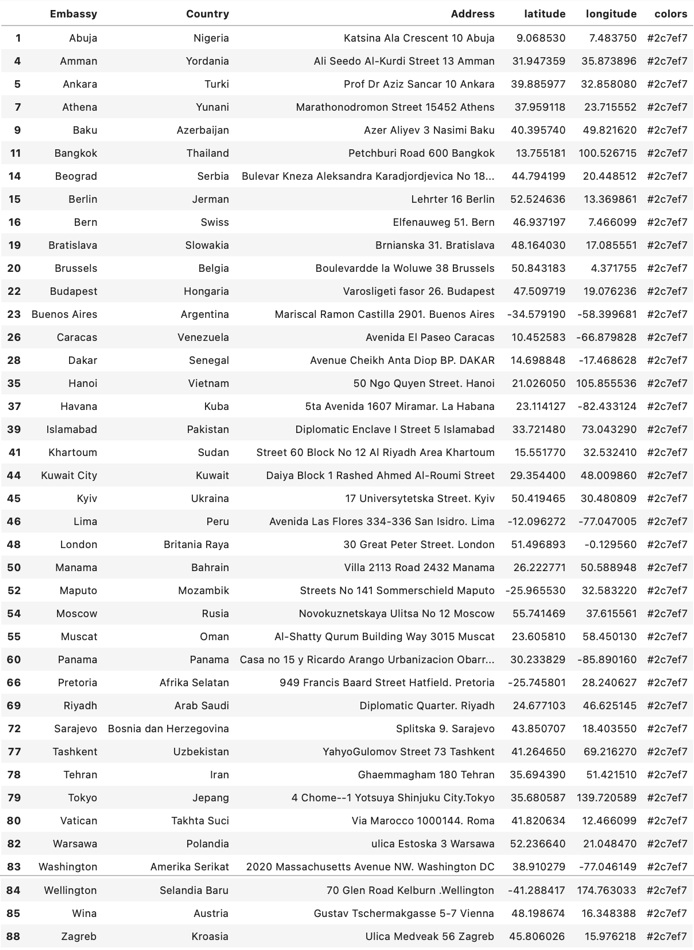 Embassy Country Address latitude longitude colors
1 Abuja Nigeria Katsina Ala Crescent 10 Abuja 9.068530 7.483750 #2c7ef7
4 Amman Yordania Ali Seedo Al-Kurdi Street 13 Amman 31.947359 35.873896 #2c7ef7
5 Ankara Turki Prof Dr Aziz Sancar 10 Ankara 39.885977 32.858080 #2c7ef7
7 Athena Yunani Marathonodromon Street 15452 Athens 37.959118 23.715552 #2c7ef7
9 Baku Azerbaijan Azer Aliyev 3 Nasimi Baku 40.395740 49.821620 #2c7ef7
11 Bangkok Thailand Petchburi Road 600 Bangkok 13.755181 100.526715 #2c7ef7
14 Beograd Serbia Bulevar Kneza Aleksandra Karadjordjevica No 18... 44.794199 20.448512 #2c7ef7
15 Berlin Jerman Lehrter 16 Berlin 52.524636 13.369861 #2c7ef7
16 Bern Swiss Elfenauweg 51. Bern 46.937197 7.466099 #2c7ef7
19 Bratislava Slowakia Brnianska 31. Bratislava 48.164030 17.085551 #2c7ef7
20 Brussels Belgia Boulevardde la Woluwe 38 Brussels 50.843183 4.371755 #2c7ef7
22 Budapest Hongaria Varosligeti fasor 26. Budapest 47.509719 19.076236 #2c7ef7
23 Buenos Aires Argentina Mariscal Ramon Castilla 2901. Buenos Aires -34.579190 -58.399681 #2c7ef7
26 Caracas Venezuela Avenida El Paseo Caracas 10.452583 -66.879828 #2c7ef7
28 Dakar Senegal Avenue Cheikh Anta Diop BP. DAKAR 14.698848 -17.468628 #2c7ef7
35 Hanoi Vietnam 50 Ngo Quyen Street. Hanoi 21.026050 105.855536 #2c7ef7
37 Havana Kuba 5ta Avenida 1607 Miramar. La Habana 23.114127 -82.433124 #2c7ef7
39 Islamabad Pakistan Diplomatic Enclave I Street 5 Islamabad 33.721480 73.043290 #2c7ef7
41 Khartoum Sudan Street 60 Block No 12 Al Riyadh Area Khartoum 15.551770 32.532410 #2c7ef7
44 Kuwait City Kuwait Daiya Block 1 Rashed Ahmed Al-Roumi Street 29.354400 48.009860 #2c7ef7
45 Kyiv Ukraina 17 Universytetska Street. Kyiv 50.419465 30.480809 #2c7ef7
46 Lima Peru Avenida Las Flores 334-336 San Isidro. Lima -12.096272 -77.047005 #2c7ef7
48 London Britania Raya 30 Great Peter Street. London 51.496893 -0.129560 #2c7ef7
50 Manama Bahrain Villa 2113 Road 2432 Manama 26.222771 50.588948 #2c7ef7
52 Maputo Mozambik Streets No 141 Sommerschield Maputo -25.965530 32.583220 #2c7ef7
54 Moscow Rusia Novokuznetskaya Ulitsa No 12 Moscow 55.741469 37.615561 #2c7ef7
55 Muscat Oman Al-Shatty Qurum Building Way 3015 Muscat 23.605810 58.450130 #2c7ef7
60 Panama Panama Casa no 15 y Ricardo Arango Urbanizacion Obarr... 30.233829 -85.890160 #2c7ef7
66 Pretoria Afrika Selatan 949 Francis Baard Street Hatfield. Pretoria -25.745801 28.240627 #2c7ef7
69 Riyadh Arab Saudi Diplomatic Quarter. Riyadh 24.677103 46.625145 #2c7ef7
72 Sarajevo Bosnia dan Herzegovina Splitska 9. Sarajevo 43.850707 18.403550 #2c7ef7
77 Tashkent Uzbekistan YahyoGulomov Street 73 Tashkent 41.264650 69.216270 #2c7ef7
78 Tehran Iran Ghaemmagham 180 Tehran 35.694390 51.421510 #2c7ef7
79 Tokyo Jepang 4 Chome--1 Yotsuya Shinjuku City.Tokyo 35.680587 139.720589 #2c7ef7
80 Vatican Takhta Suci Via Marocco 1000144. Roma 41.820634 12.466099 #2c7ef7
82 Warsawa Polandia ulica Estoska 3 Warsawa 52.236640 21.048470 #2c7ef7
83 Washington Amerika Serikat 2020 Massachusetts Avenue NW. Washington DC 38.910279 -77.046149 #2c7ef7
84 Wellington Selandia Baru 70 Glen Road Kelburn .Wellington -41.288417 174.763033 #2c7ef7
85 Wina Austria Gustav Tschermakgasse 5-7 Vienna 48.198674 16.348388 #2c7ef7
88 Zagreb Kroasia Ulica Medveak 56 Zagreb 45.806026 15.976218 #2c7ef7